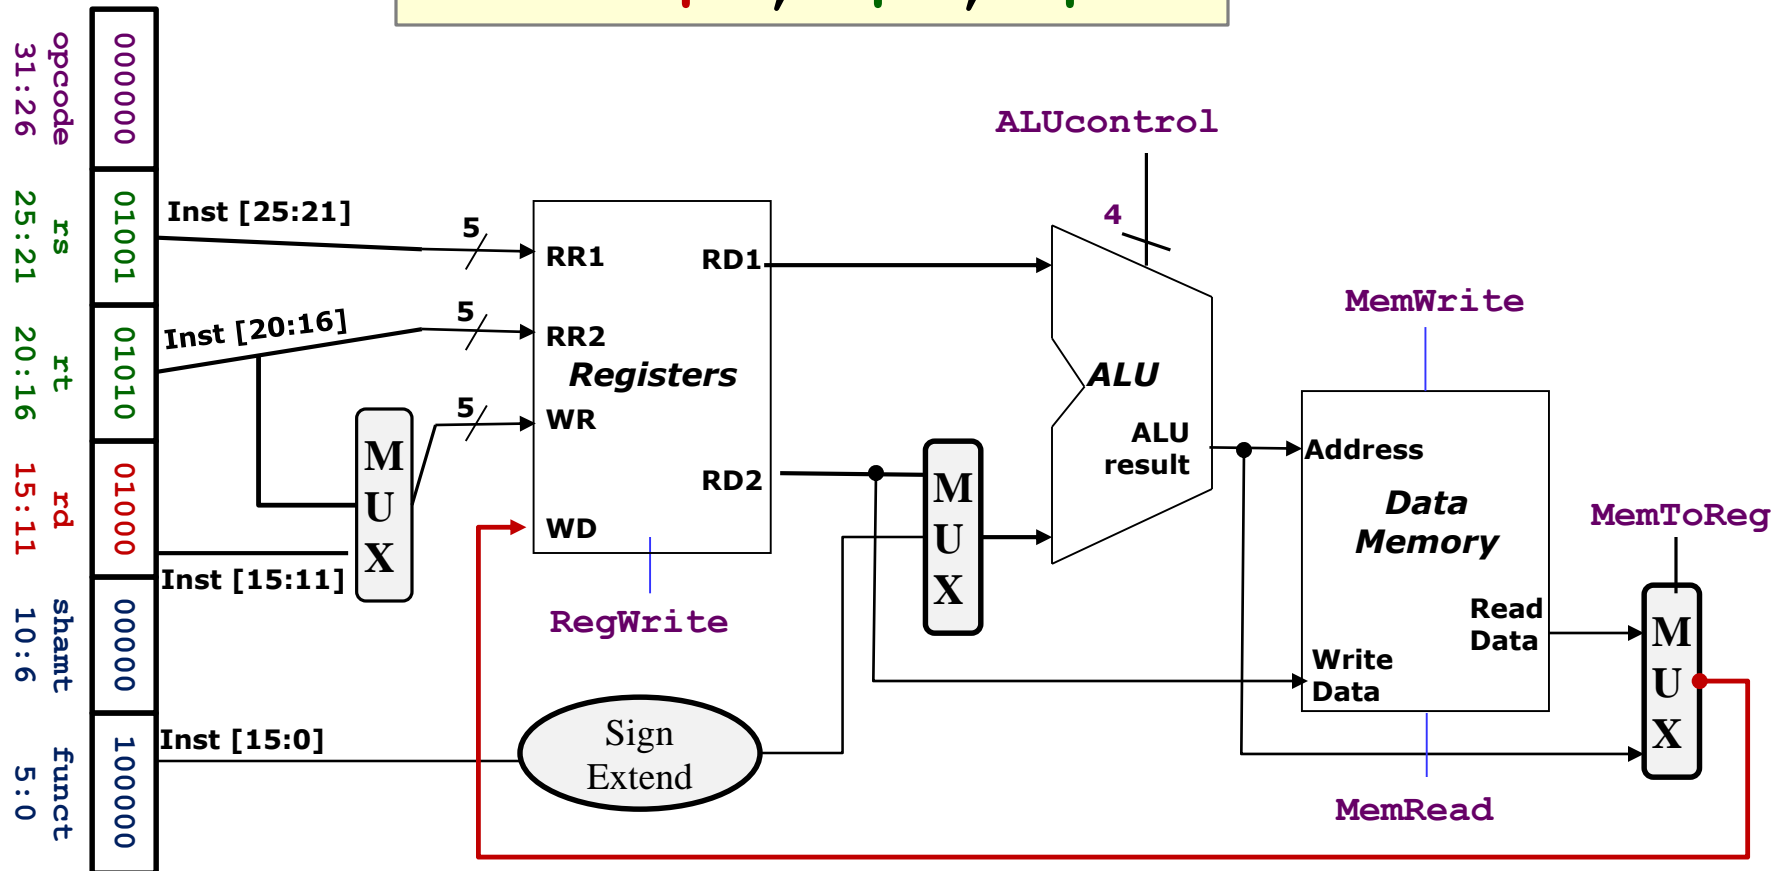 opcode
31:26
000000
rs
25:21
01001
rt
20:16
01010
rd
15:11
01000
shamt
10:6
00000
funct
5:0
100000
Inst [25:21]
5
Inst [20:16]
5
5
Inst [15:11]
Inst [15:0]
M
U
X
RR1
RR2
WR
WD
RD1
RD2
Registers
RegWrite
Sign
Extend
M
U
X
ALUcontrol
4
ALU
ALU
result
MemWrite
Address
Data
Memory
Read
Data
Write
Data
MemRead
MemToReg
M
U
X